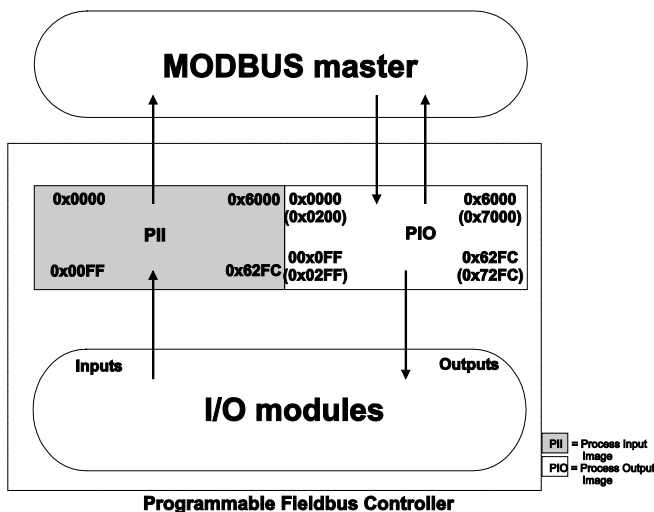 MODBUS master
0x0000 0x6000 0x0000 0x6000
(0x0200) (0x7000)
PII PIO
00x0FF 0x62FC
0x00FF 0x62FC (0x02FF) (0x72FC)
Inputs Outputs
I/O modules
PII = Process Input
Image
PIO = Process Output
Image
Programmable Fieldbus Controller